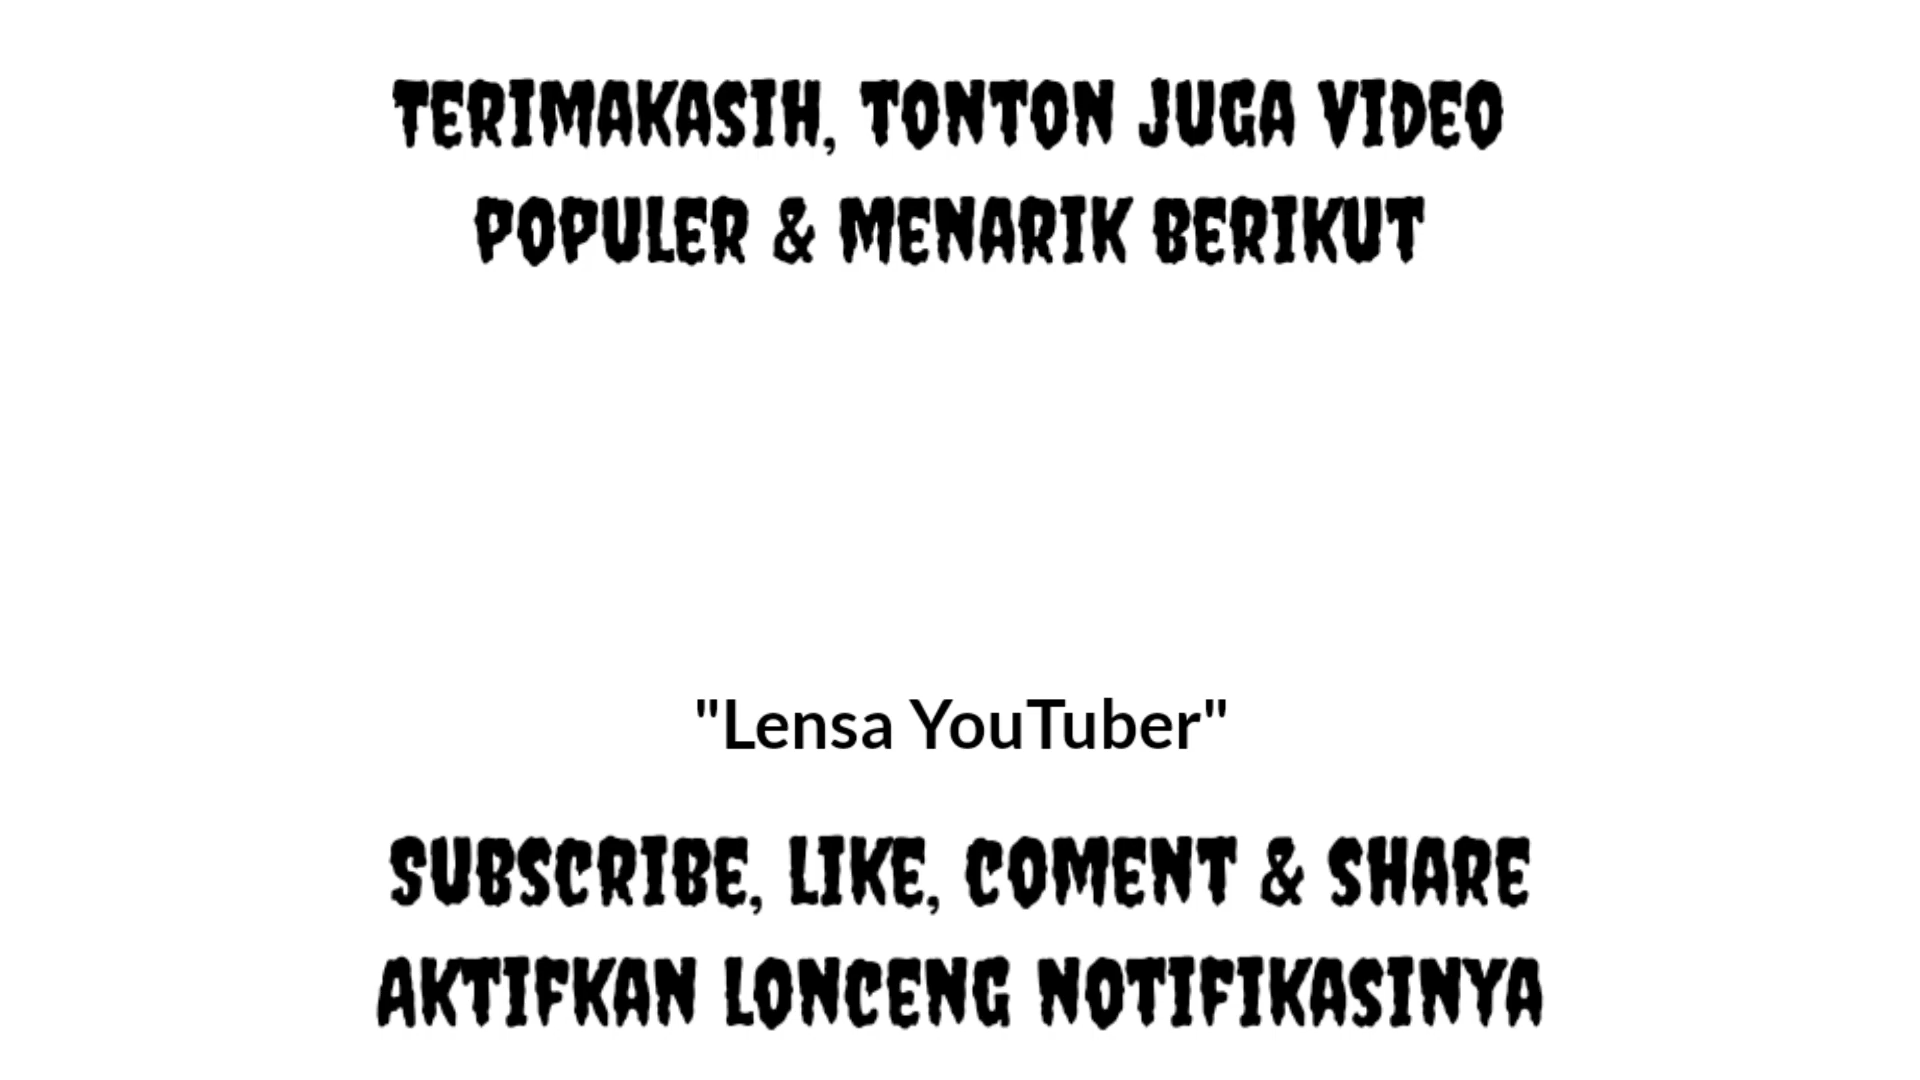 TERIMAKASIH, TONTON JUGA VIDEO
POPULER & MENARIK BERIKUT
"Lensa YouTuber"
SUBSCRIBE, LIKE, COMENT & SHARE
AKTIFKAN LONCENG NOTIFIKASINYA